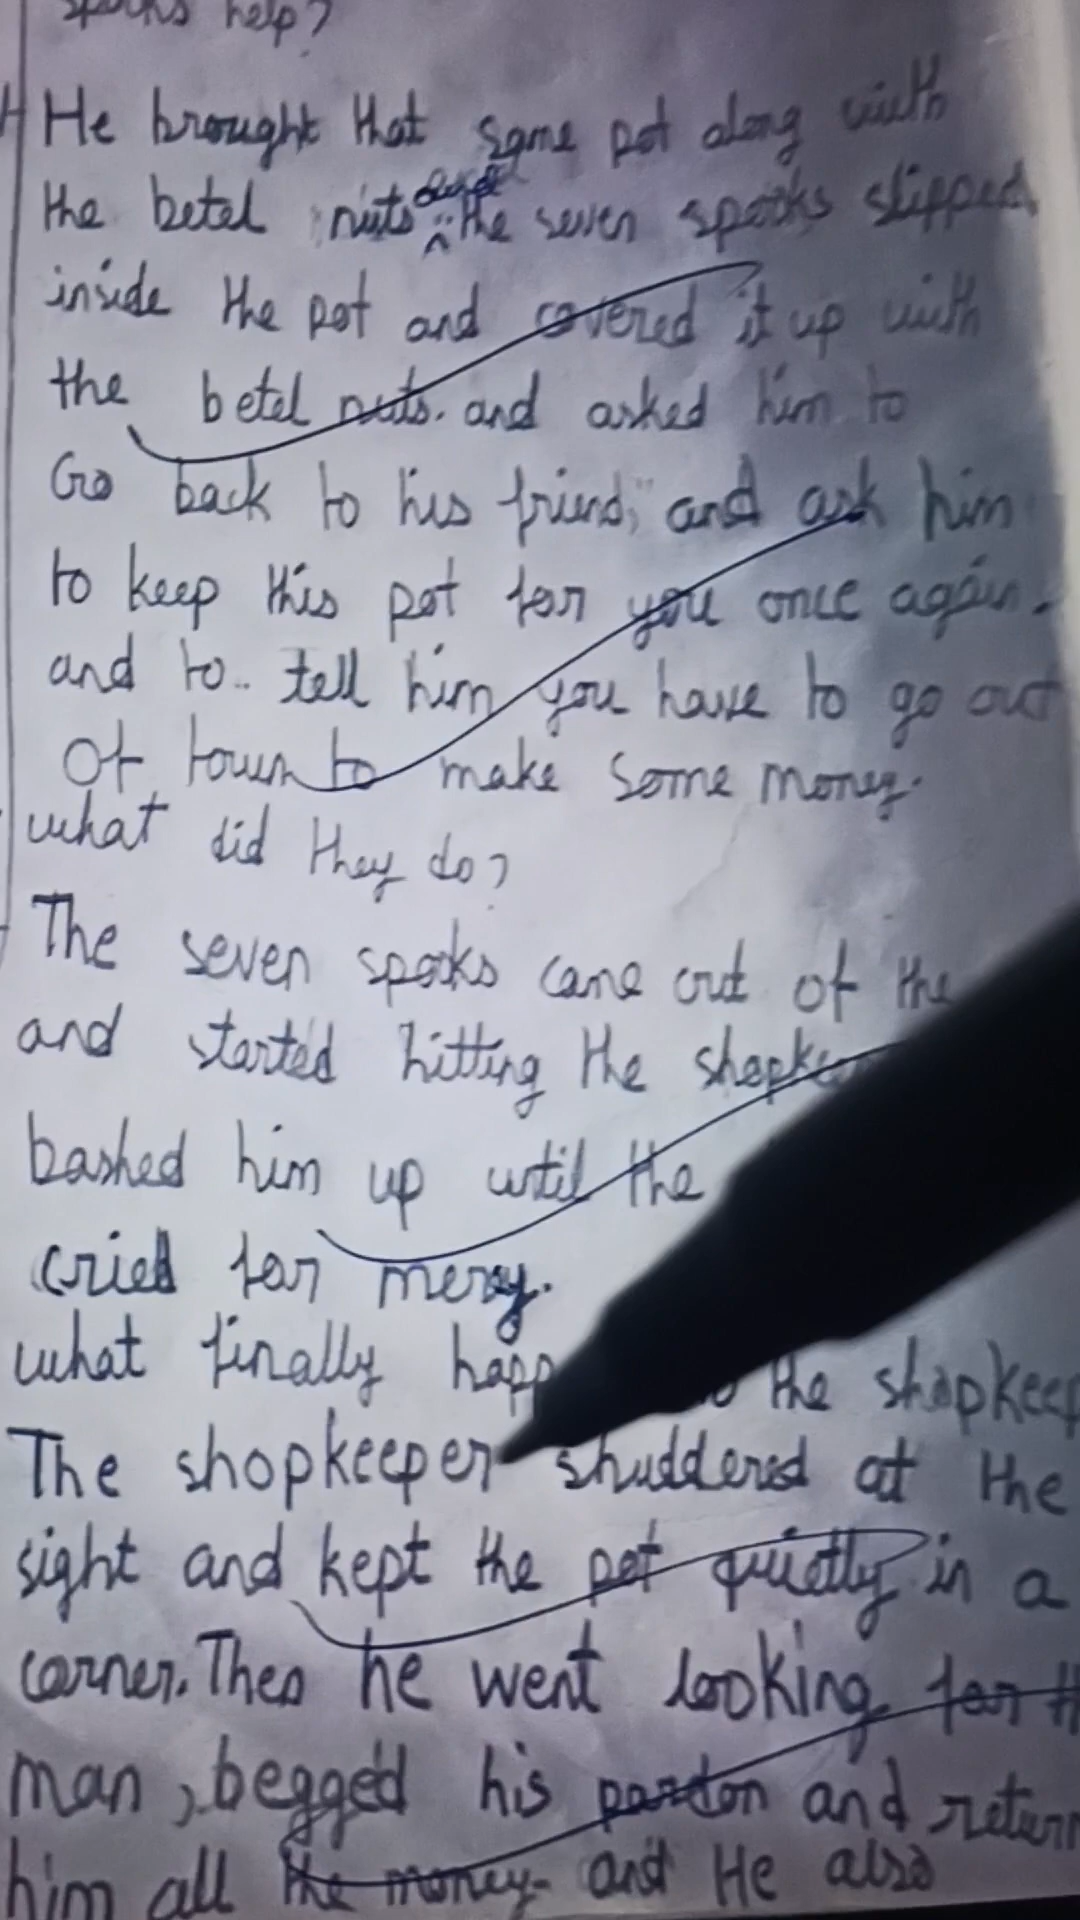 spooks help?
He brought that same pot along with
the betel nuts and the seven spooks slipped
inside the pot and covered it up with
the betel nuts. and asked him to
Go back to his friend, and ask him
to keep this pot for you once again.
and to tell him you have to go out
Of town to make some money.
what did they do?
The seven spooks came out of the
and started hitting the
bashed him up until the
cried for mercy.
what finally the shopkeep
The shopkeeper shuddered at the
sight and kept the pot quietly in a
corner. Then he went looking for
man, begged his pardon and return
him all the money. and He also